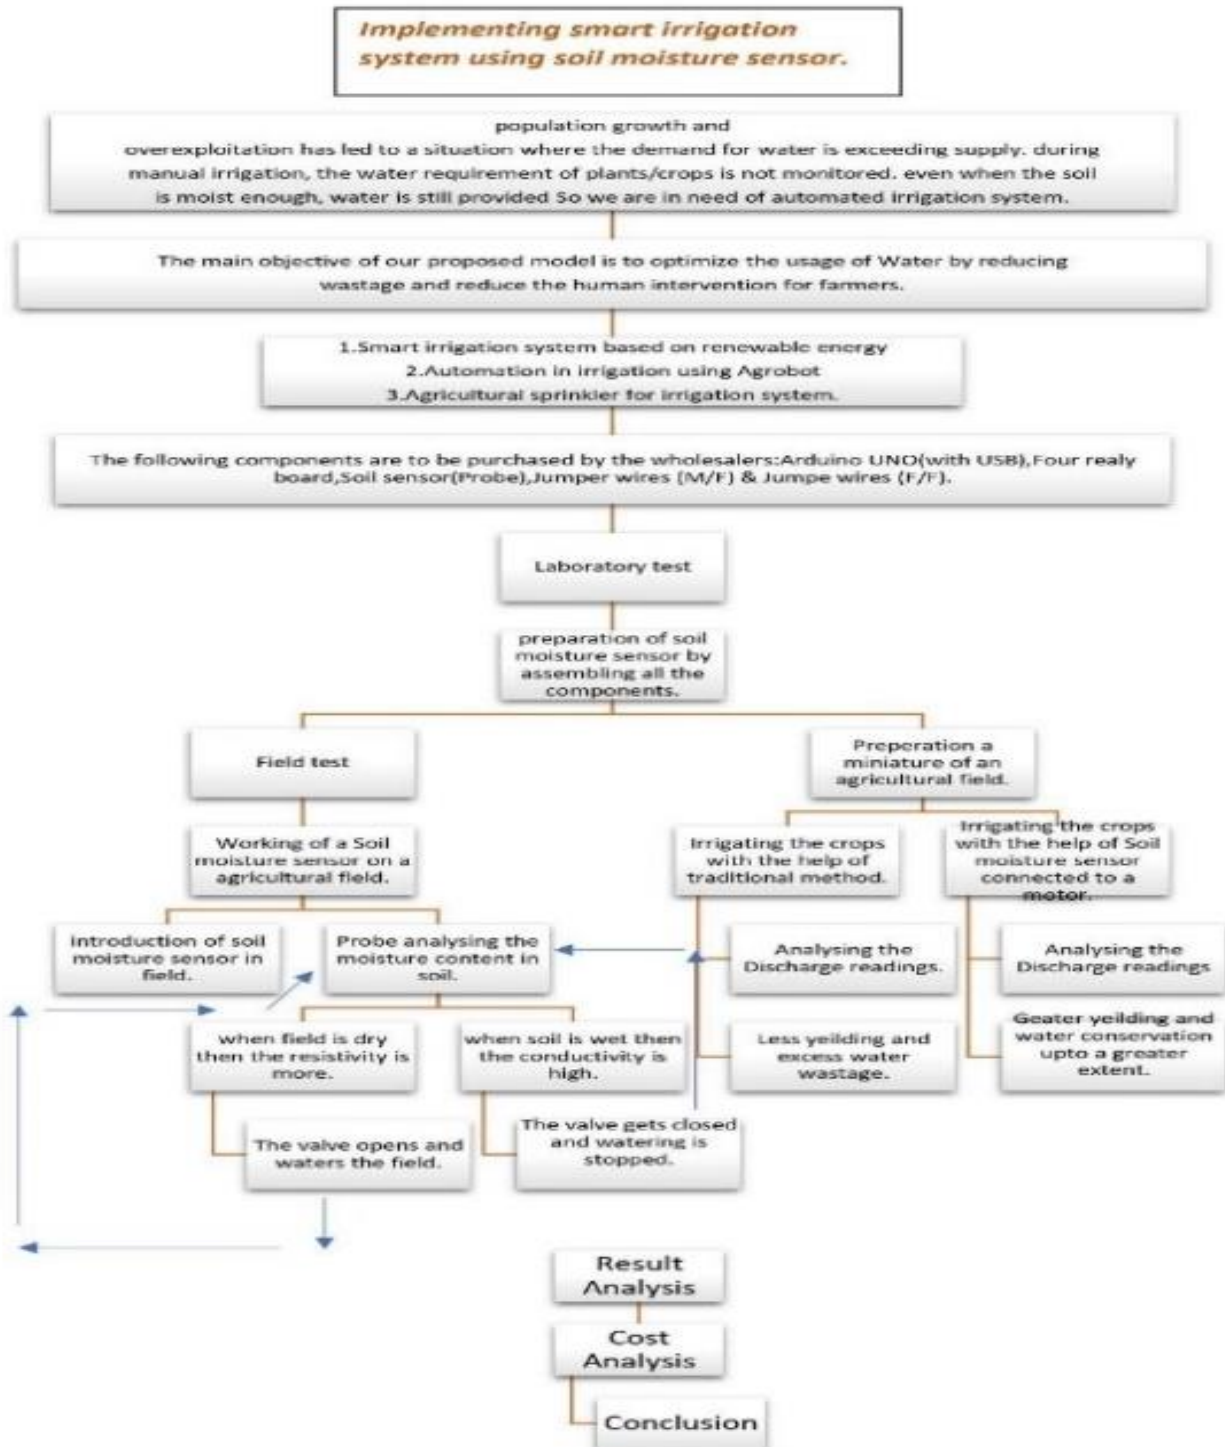 Implementing smart irrigation
system using soil moisture sensor.
population growth and
overexploitation has led to a situation where the demand for water is exceeding supply. during
manual irrigation, the water requirement of plants/crops is not monitored. even when the soil
is moist enough, water is still provided So we are in need of automated irrigation system.
The main objective of our proposed model is to optimize the usage of Water by reducing
wastage and reduce the human intervention for farmers.
1.Smart irrigation system based on renewable energy
2.Automation in irrigation using Agrobot
3.Agricultural sprinkler for irrigation system.
The following components are to be purchased by the wholesalers:Arduino UNO(with USB),Four realy
board,Soil sensor(Probe),Jumper wires (M/F) & Jumpe wires (F/F).
Laboratory test
preparation of soil
moisture sensor by
assembling all the
components.
Field test
Preperation a
miniature of an
agricultural field.
Working of a Soil
moisture sensor on a
agricultural field.
Irrigating the crops
with the help of
traditional method.
Irrigating the crops
with the help of Soil
moisture sensor
connected to a
motor.
Introduction of soil
moisture sensor in
field.
Probe analysing the
moisture content in
soil.
Analysing the
Discharge readings.
Analysing the
Discharge readings
when field is dry
then the resistivity is
more.
when soil is wet then
the conductivity is
high.
Less yeilding and
excess water
wastage.
Geater yeilding and
water conservation
upto a greater
extent.
The valve opens and
waters the field.
The valve gets closed
and watering is
stopped.
Result
Analysis
Cost
Analysis
Conclusion